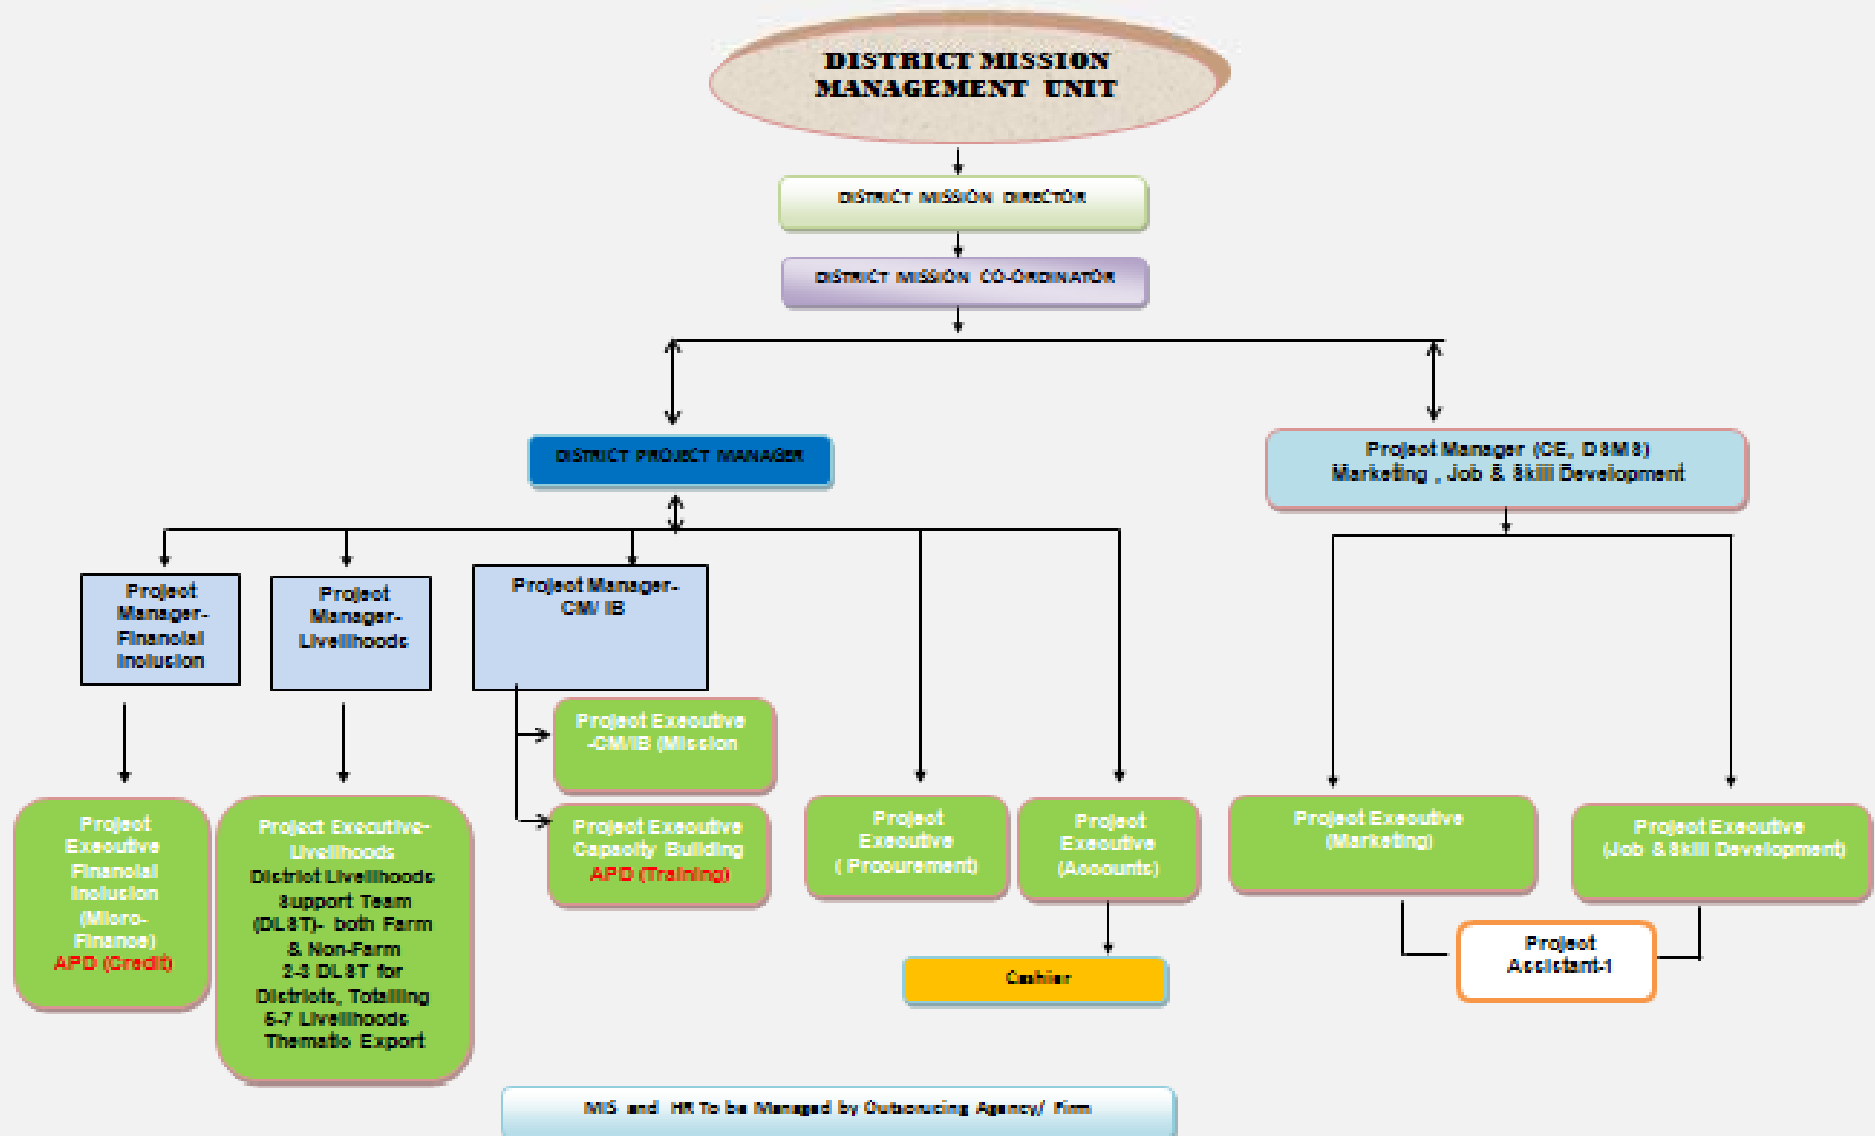 DISTRICT MISSION
MANAGEMENT UNIT
DISTRICT MISSION DIRECTOR
DISTRICT MISSION CO-ORDINATOR
DISTRICT PROJECT MANAGER
Project Manager (CE, DSMS)
Marketing , Job & Skill Development
Project
Manager-
Financial
Inclusion
Project
Manager-
Livelihoods
Project Manager-
CM/ IB
Project Executive
-CM/IB (Mission
Project Executive
Capacity Building
APD (Training)
Project
Executive
Financial
Inclusion
(Micro-
Finance)
APD (Credit)
Project Executive-
Livelihoods
District Livelihoods
Support Team
(DLST)- both Farm
& Non-Farm
2-3 DLST for
Districts, Totalling
6-7 Livelihoods
Thematic Export
Project
Executive
( Procurement)
Project
Executive
(Accounts)
Project Executive
(Marketing)
Project Executive
(Job & Skill Development)
Cashier
Project
Assistant-1
MIS and HR To be Managed by Outsorucing Agency/ Firm